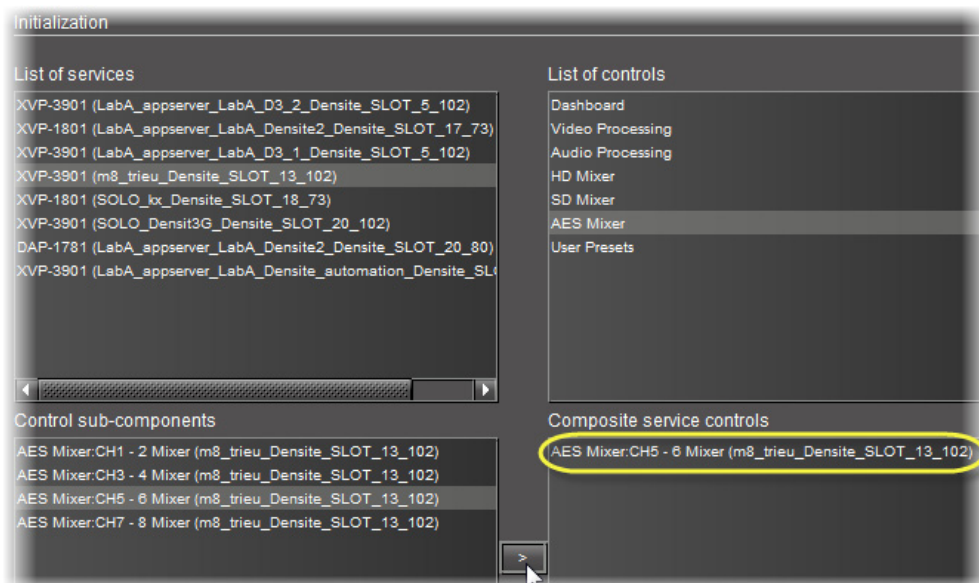 Initialization
List of services
XVP-3901 (LabA_appserver_LabA_D3_2_Densite_SLOT_5_102)
XVP-1801 (LabA_appserver_LabA_Densite2_Densite_SLOT_17_73)
XVP-3901 (LabA_appserver_LabA_D3_1_Densite_SLOT_5_102)
XVP-3901 (m8_trieu_Densite_SLOT_13_102)
XVP-1801 (SOLO_kx_Densite_SLOT_18_73)
XVP-3901 (SOLO_Densit3G_Densite_SLOT_20_102)
DAP-1781 (LabA_appserver_LabA_Densite2_Densite_SLOT_20_80)
XVP-3901 (LabA_appserver_LabA_Densite_automation_Densite_SL
List of controls
Dashboard
Video Processing
Audio Processing
HD Mixer
SD Mixer
AES Mixer
User Presets
Control sub-components
AES Mixer:CH1 - 2 Mixer (m8_trieu_Densite_SLOT_13_102)
AES Mixer:CH3 - 4 Mixer (m8_trieu_Densite_SLOT_13_102)
AES Mixer:CH5 - 6 Mixer (m8_trieu_Densite_SLOT_13_102)
AES Mixer:CH7 - 8 Mixer (m8_trieu_Densite_SLOT_13_102)
>
Composite service controls
AES Mixer:CH5 - 6 Mixer (m8_trieu_Densite_SLOT_13_102)